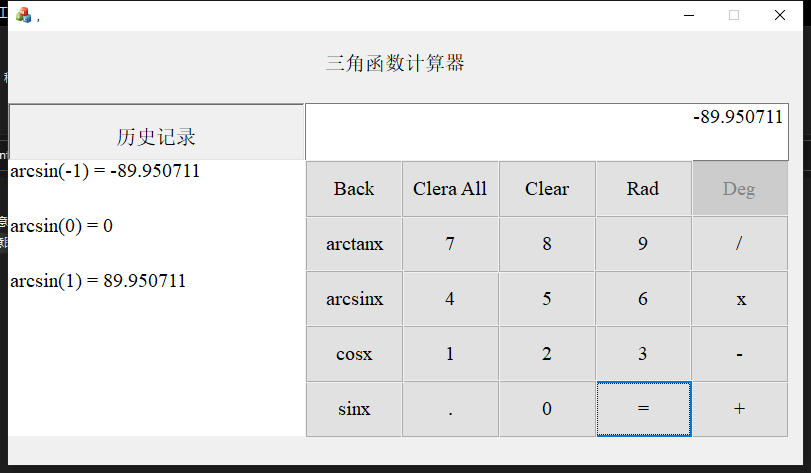 ,
三角函数计算器
历史记录
-89.950711
arcsin(-1) = -89.950711
arcsin(0) = 0
arcsin(1) = 89.950711
Back Clera All Clear Rad Deg
arctanx 7 8 9 /
arcsinx 4 5 6 x
cosx 1 2 3 -
sinx . 0 = +